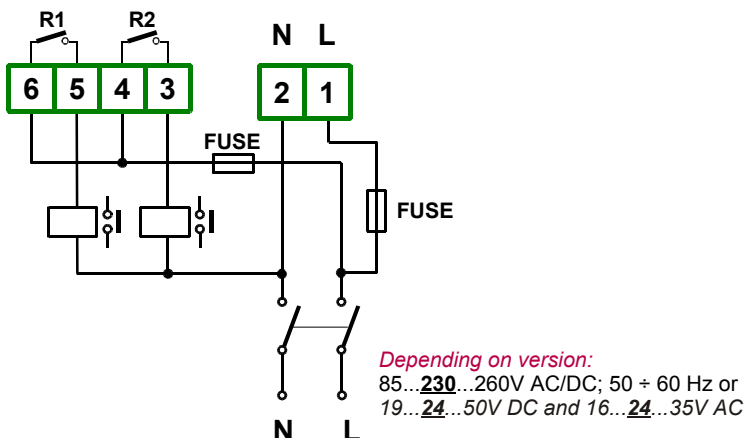 R1 R2
N L
6 5 4 3 2 1
FUSE
FUSE
Depending on version:
85...230...260V AC/DC; 50 ÷ 60 Hz or
19...24...50V DC and 16...24...35V AC
N L